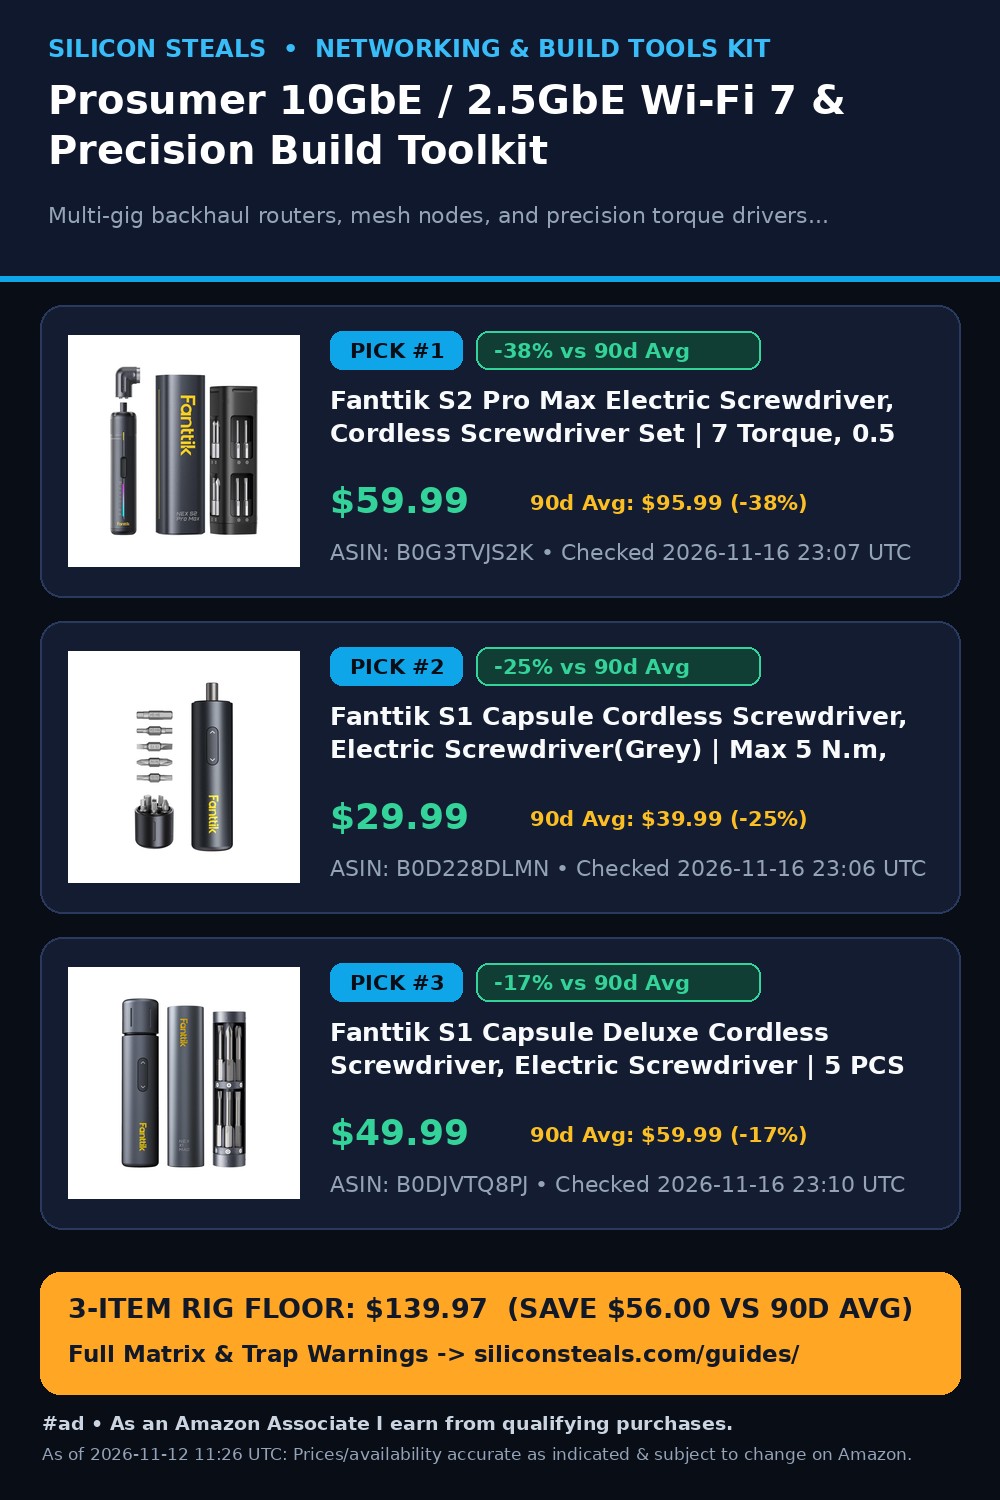 SILICON STEALS • NETWORKING & BUILD TOOLS KIT
Prosumer 10GbE / 2.5GbE Wi-Fi 7 &
Precision Build Toolkit
Multi-gig backhaul routers, mesh nodes, and precision torque drivers...
Fanttik
NEX S2
Pro Max
Fanttik
PICK #1
-38% vs 90d Avg
Fanttik S2 Pro Max Electric Screwdriver,
Cordless Screwdriver Set | 7 Torque, 0.5
$59.99
90d Avg: $95.99 (-38%)
ASIN: B0G3TVJS2K • Checked 2026-11-16 23:07 UTC
Fanttik
PICK #2
-25% vs 90d Avg
Fanttik S1 Capsule Cordless Screwdriver,
Electric Screwdriver(Grey) | Max 5 N.m,
$29.99
90d Avg: $39.99 (-25%)
ASIN: B0D228DLMN • Checked 2026-11-16 23:06 UTC
Fanttik
Fanttik
PICK #3
-17% vs 90d Avg
Fanttik S1 Capsule Deluxe Cordless
Screwdriver, Electric Screwdriver | 5 PCS
$49.99
90d Avg: $59.99 (-17%)
ASIN: B0DJVTQ8PJ • Checked 2026-11-16 23:10 UTC
3-ITEM RIG FLOOR: $139.97 (SAVE $56.00 VS 90D AVG)
Full Matrix & Trap Warnings -> siliconsteals.com/guides/
#ad • As an Amazon Associate I earn from qualifying purchases.
As of 2026-11-12 11:26 UTC: Prices/availability accurate as indicated & subject to change on Amazon.